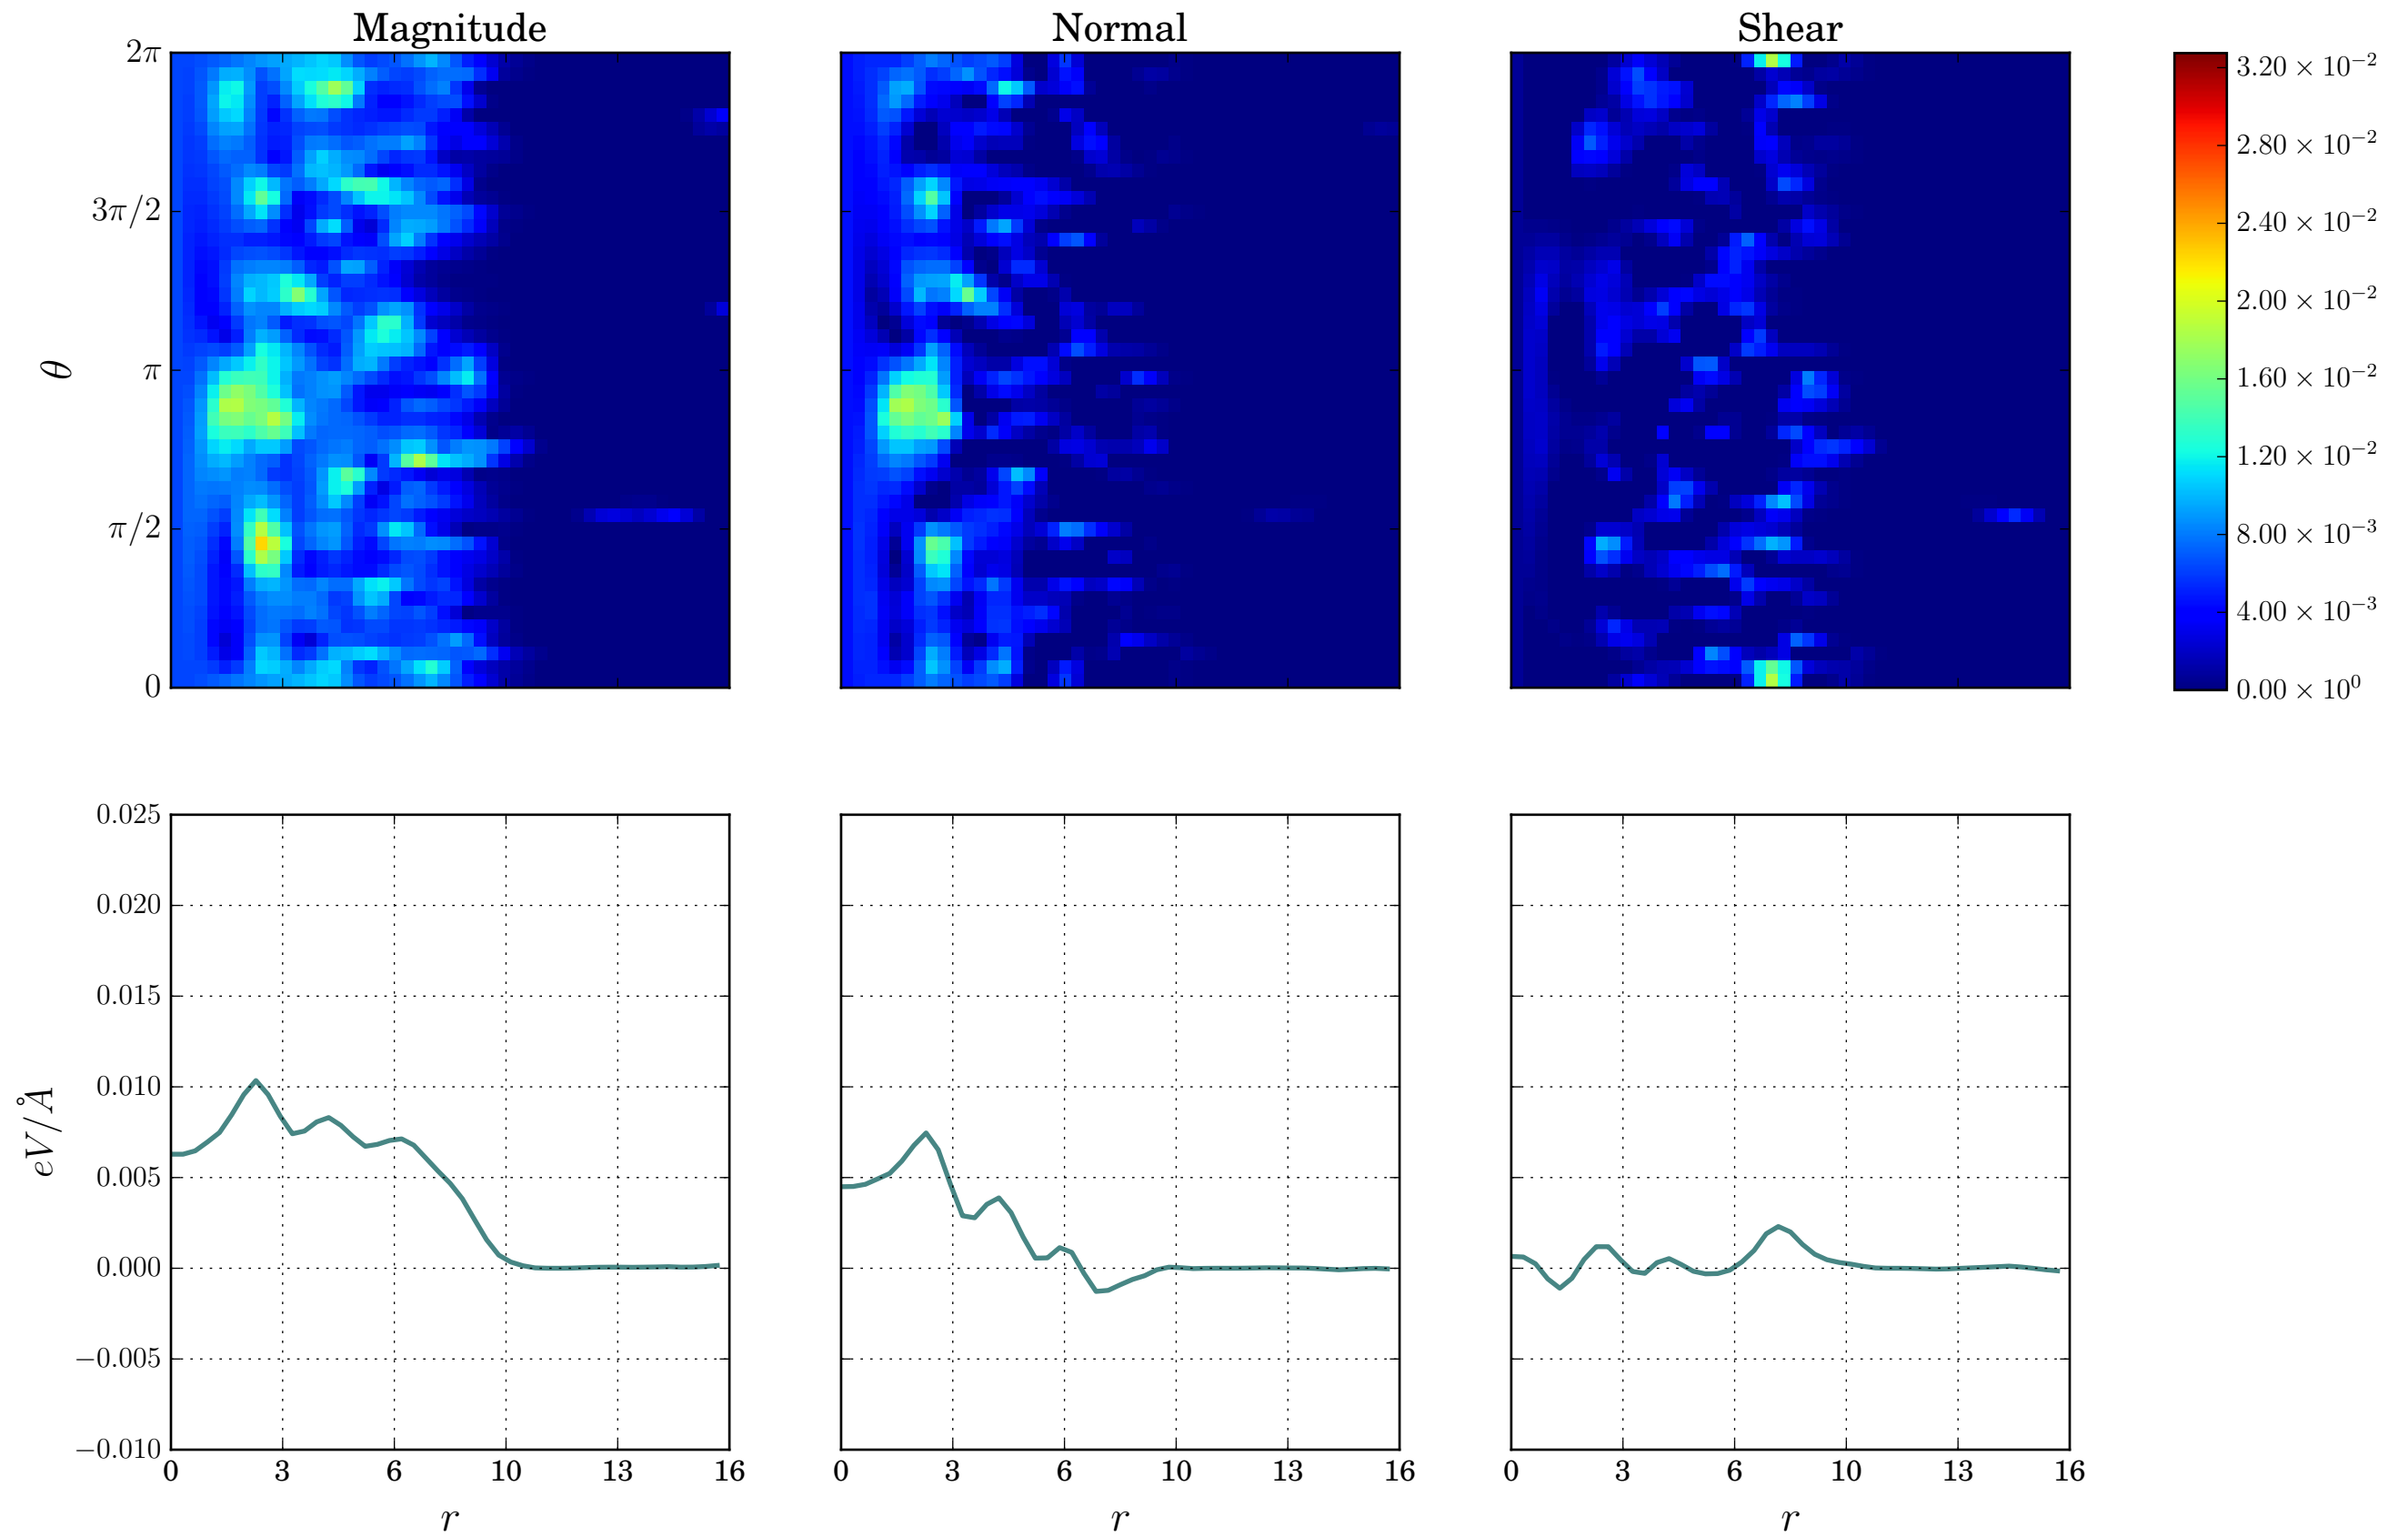 Magnitude Normal Shear
2π
3π/2
π
π/2
0
θ
3.20 × 10⁻²
2.80 × 10⁻²
2.40 × 10⁻²
2.00 × 10⁻²
1.60 × 10⁻²
1.20 × 10⁻²
8.00 × 10⁻³
4.00 × 10⁻³
0.00 × 10⁰
0.025
0.020
0.015
0.010
0.005
0.000
−0.005
−0.010
eV/Å
0 3 6 10 13 16
0 3 6 10 13 16
0 3 6 10 13 16
r r r